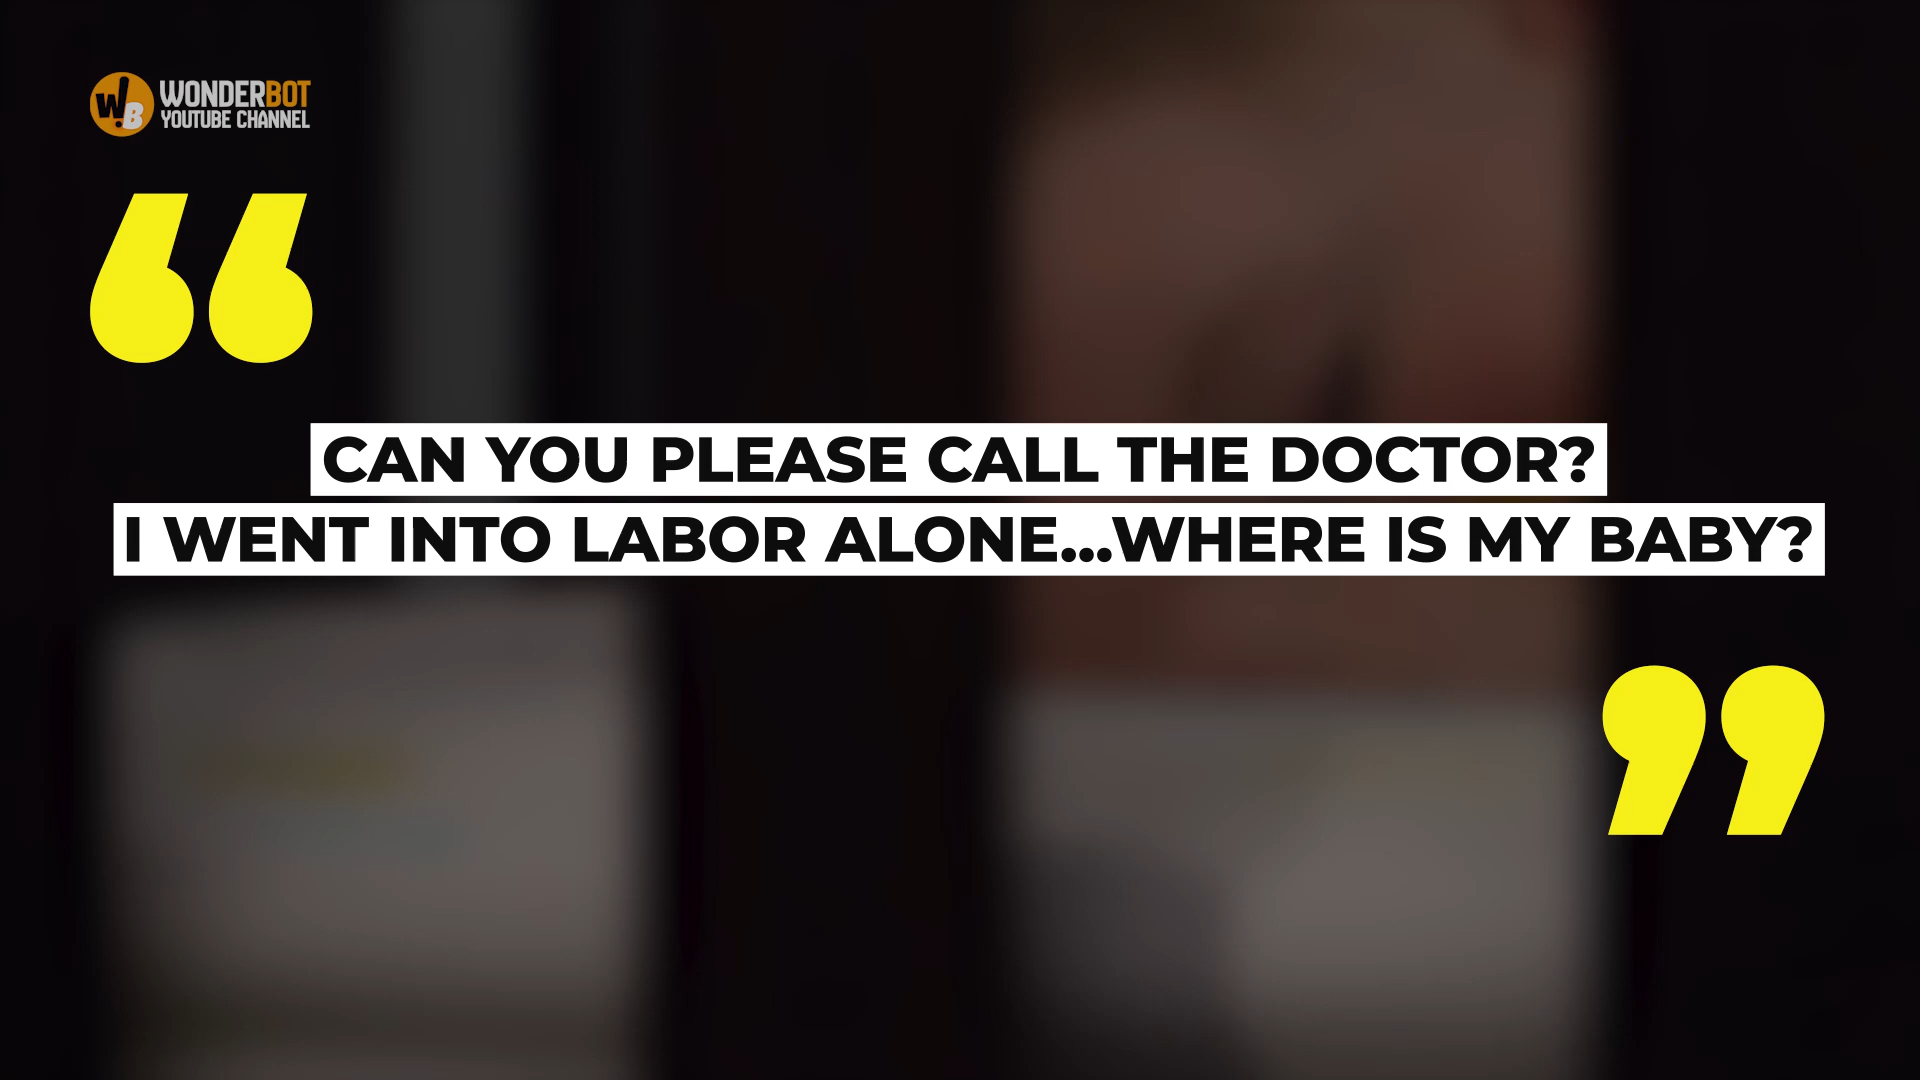 W!B WONDERBOT
YOUTUBE CHANNEL
“
CAN YOU PLEASE CALL THE DOCTOR?
I WENT INTO LABOR ALONE...WHERE IS MY BABY?
”